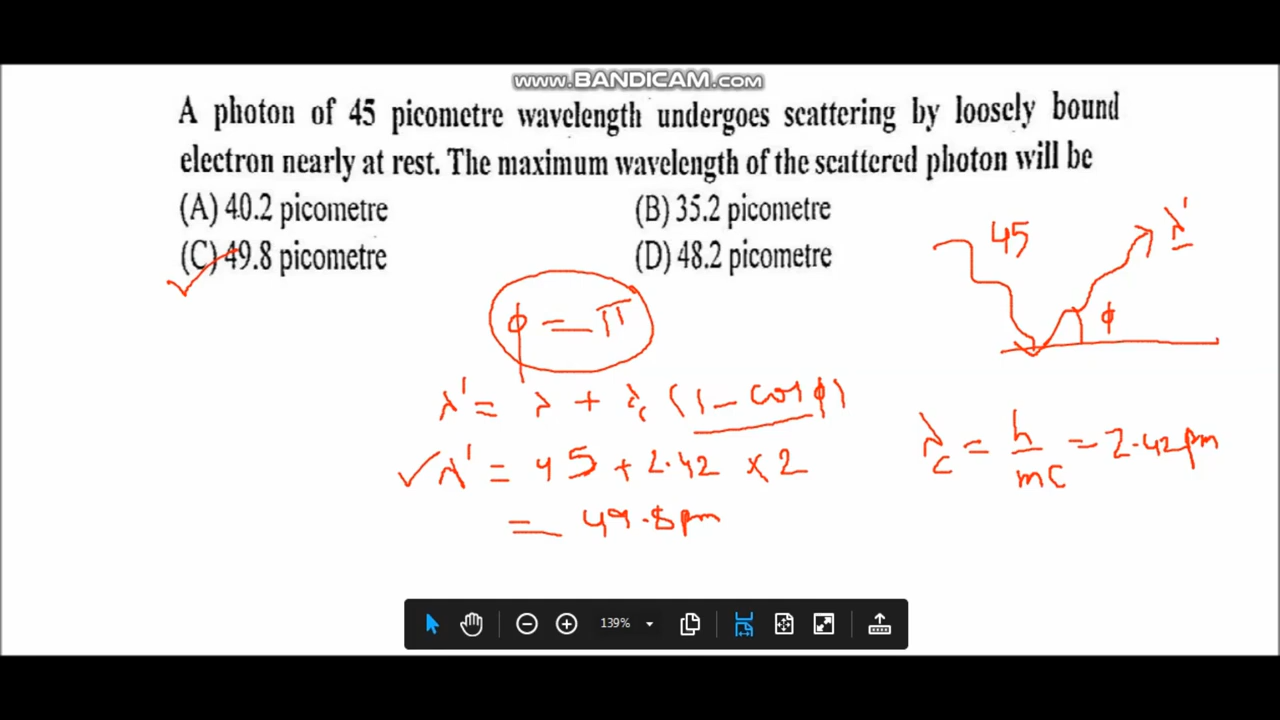 www.BANDICAM.com
A photon of 45 picometre wavelength undergoes scattering by loosely bound
electron nearly at rest. The maximum wavelength of the scattered photon will be
(A) 40.2 picometre (B) 35.2 picometre
(C) 49.8 picometre (D) 48.2 picometre
45 λ'
ϕ
ϕ = π
λ' = λ + λc (1 - cosϕ)
λc = h/mc = 2.42pm
λ' = 45 + 2.42 × 2
= 49.8pm
139%